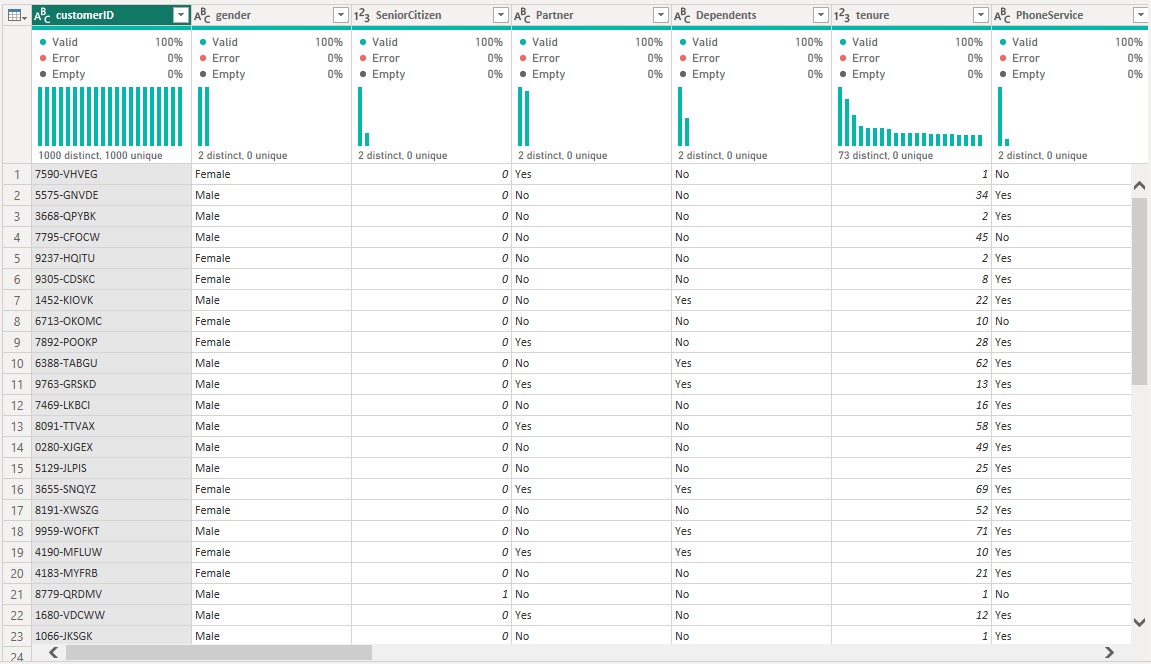 ABC customerID ABC gender 123 SeniorCitizen ABC Partner ABC Dependents 123 tenure ABC PhoneService
Valid 100% Valid 100% Valid 100% Valid 100% Valid 100% Valid 100% Valid 100%
Error 0% Error 0% Error 0% Error 0% Error 0% Error 0% Error 0%
Empty 0% Empty 0% Empty 0% Empty 0% Empty 0% Empty 0% Empty 0%
1000 distinct, 1000 unique 2 distinct, 0 unique 2 distinct, 0 unique 2 distinct, 0 unique 2 distinct, 0 unique 73 distinct, 0 unique 2 distinct, 0 unique
1 7590-VHVEG Female 0 Yes No 1 No
2 5575-GNVDE Male 0 No No 34 Yes
3 3668-QPYBK Male 0 No No 2 Yes
4 7795-CFOCW Male 0 No No 45 No
5 9237-HQITU Female 0 No No 2 Yes
6 9305-CDSKC Female 0 No No 8 Yes
7 1452-KIOVK Male 0 No Yes 22 Yes
8 6713-OKOMC Female 0 No No 10 No
9 7892-POOKP Female 0 Yes No 28 Yes
10 6388-TABGU Male 0 No Yes 62 Yes
11 9763-GRSKD Male 0 Yes Yes 13 Yes
12 7469-LKBCI Male 0 No No 16 Yes
13 8091-TTVAX Male 0 Yes No 58 Yes
14 0280-XJGEX Male 0 No No 49 Yes
15 5129-JLPIS Male 0 No No 25 Yes
16 3655-SNQYZ Female 0 Yes Yes 69 Yes
17 8191-XWSZG Female 0 No No 52 Yes
18 9959-WOFKT Male 0 No Yes 71 Yes
19 4190-MFLUW Female 0 Yes Yes 10 Yes
20 4183-MYFRB Female 0 No No 21 Yes
21 8779-QRDMV Male 1 No No 1 No
22 1680-VDCWW Male 0 Yes No 12 Yes
23 1066-JKSGK Male 0 No No 1 Yes
24